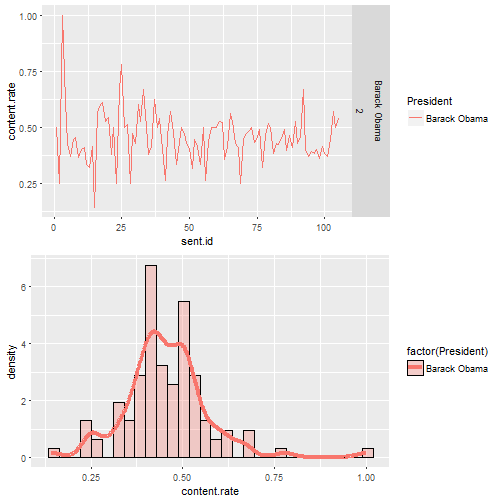 1.00
0.75
0.50
0.25
content.rate
0 25 50 75 100
sent.id
Barack Obama
2
President
Barack Obama
6
4
2
0
density
0.25 0.50 0.75 1.00
content.rate
factor(President)
Barack Obama